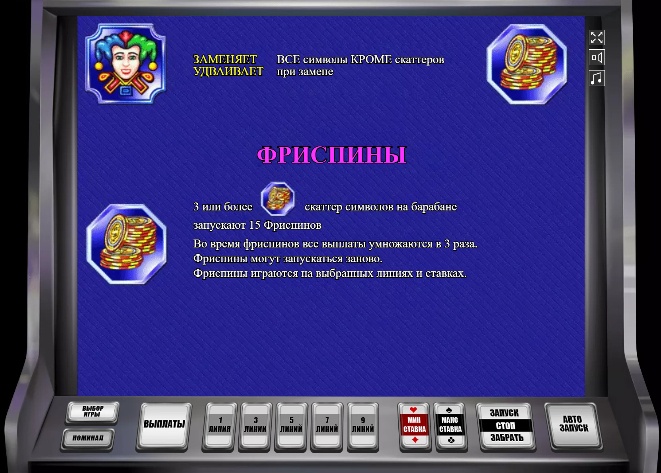 ЗАМЕНЯЕТ ВСЕ символы КРОМЕ скаттеров
УДВАИВАЕТ при замене
ФРИСПИНЫ
3 или более скаттер символов на барабане
запускают 15 Фриспинов
Во время фриспинов все выплаты умножаются в 3 раза.
Фриспины могут запускаться заново.
Фриспины играются на выбранных линиях и ставках.
ВЫБОР
ИГРЫ
НОМИНАЛ
ВЫПЛАТЫ
1
ЛИНИЯ
3
ЛИНИИ
5
ЛИНИЙ
7
ЛИНИЙ
9
ЛИНИЙ
МИН
СТАВКА
МАКС
СТАВКА
ЗАПУСК
СТОП
ЗАБРАТЬ
АВТО
ЗАПУСК